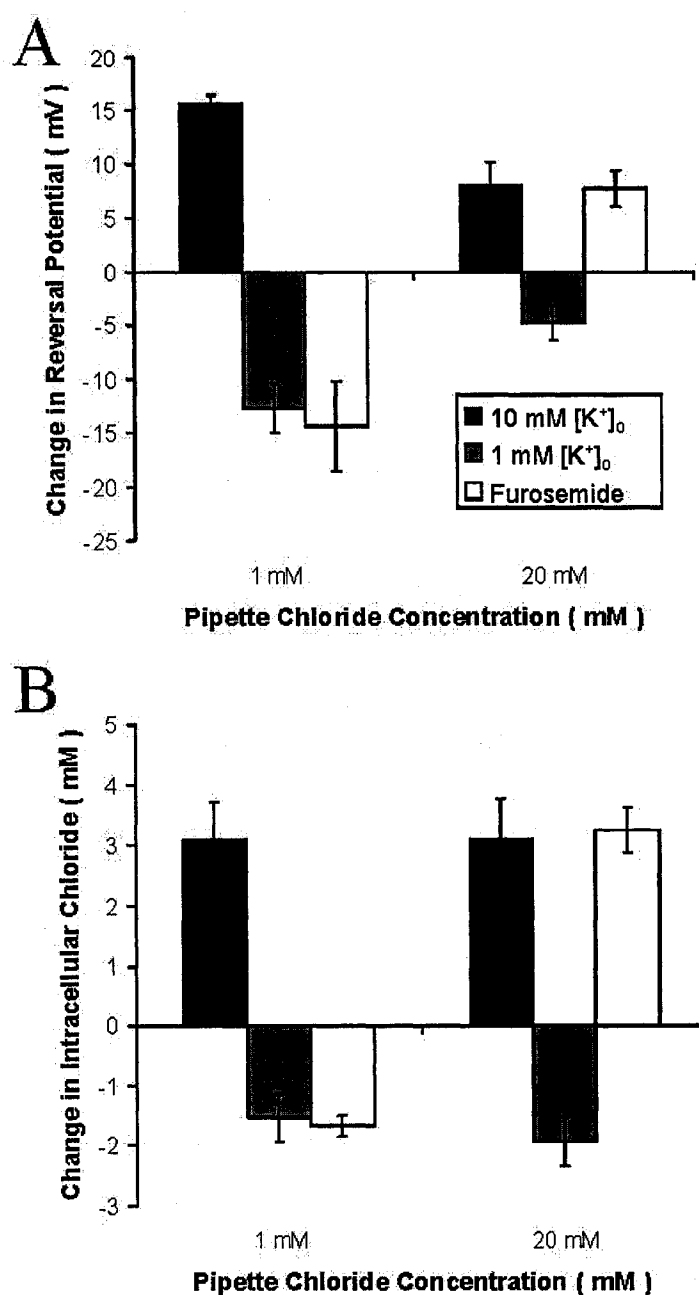 A
20
15
10
5
0
-5
-10
-15
-20
-25
Change in Reversal Potential ( mV )
10 mM [K⁺]₀
1 mM [K⁺]₀
Furosemide
1 mM
20 mM
Pipette Chloride Concentration ( mM )
B
5
4
3
2
1
0
-1
-2
-3
Change in Intracellular Chloride ( mM )
1 mM
20 mM
Pipette Chloride Concentration ( mM )